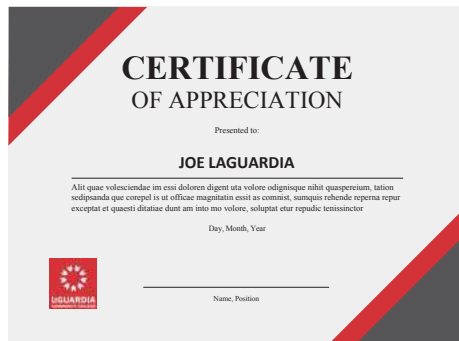 CERTIFICATE
OF APPRECIATION
Presented to:
JOE LAGUARDIA
Alit quae volesciendae im essi doloren digent uta volore odignisque nihit quaspereium, tation
sedipsanda que corepel is ut officae magnitatin essit as comnist, sumquis rehende reperna repur
exceptat et quaesti ditatiae dunt am into mo volore, soluptat etur repudic tenissinctor
Day, Month, Year
LaGUARDIA
COMMUNITY COLLEGE
Name, Position